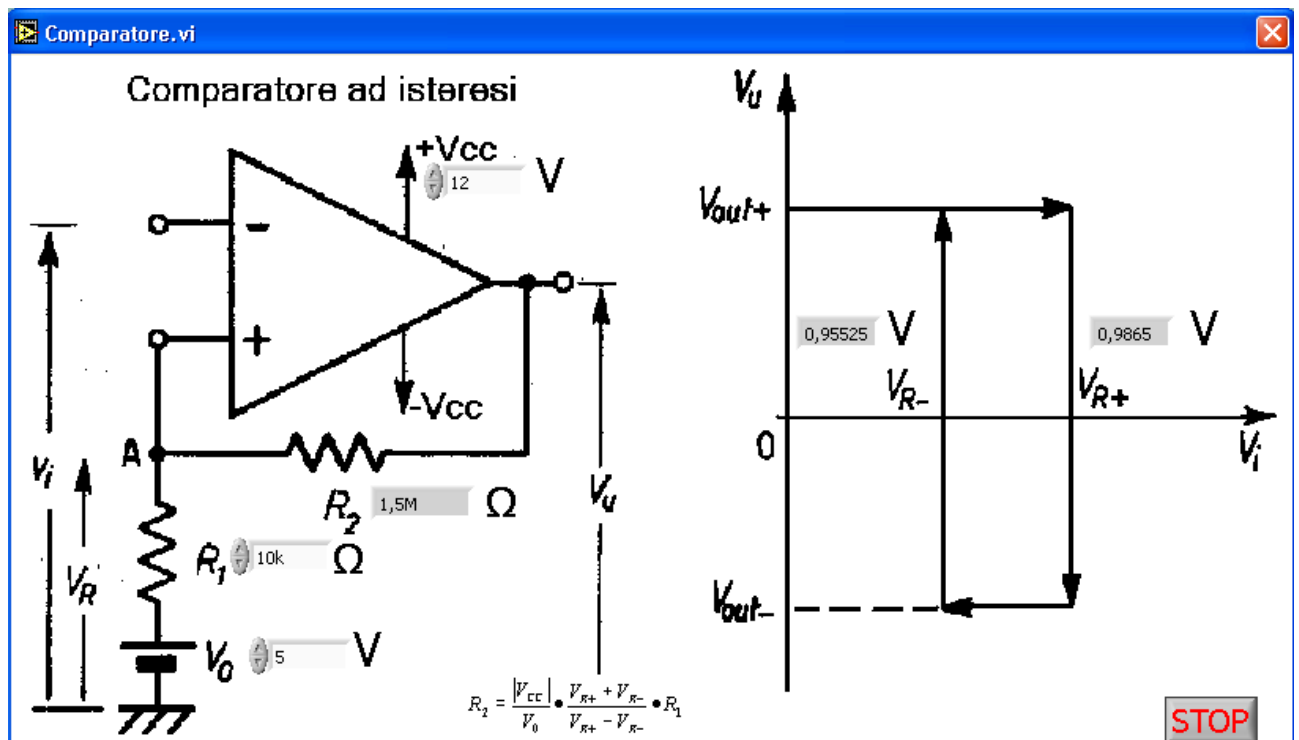 Comparatore.vi
Comparatore ad isteresi
+Vcc
12 V
-
+
-Vcc
A
R2 1,5M Ω
R1 10k Ω
V0 5 V
Vi
VR
Vu
R2 = |VCC| / V0 • (VR+ + VR-) / (VR+ - VR-) • R1
Vu
Vout+
0,95525 V
0,9865 V
VR-
VR+
0
Vi
Vout-
STOP